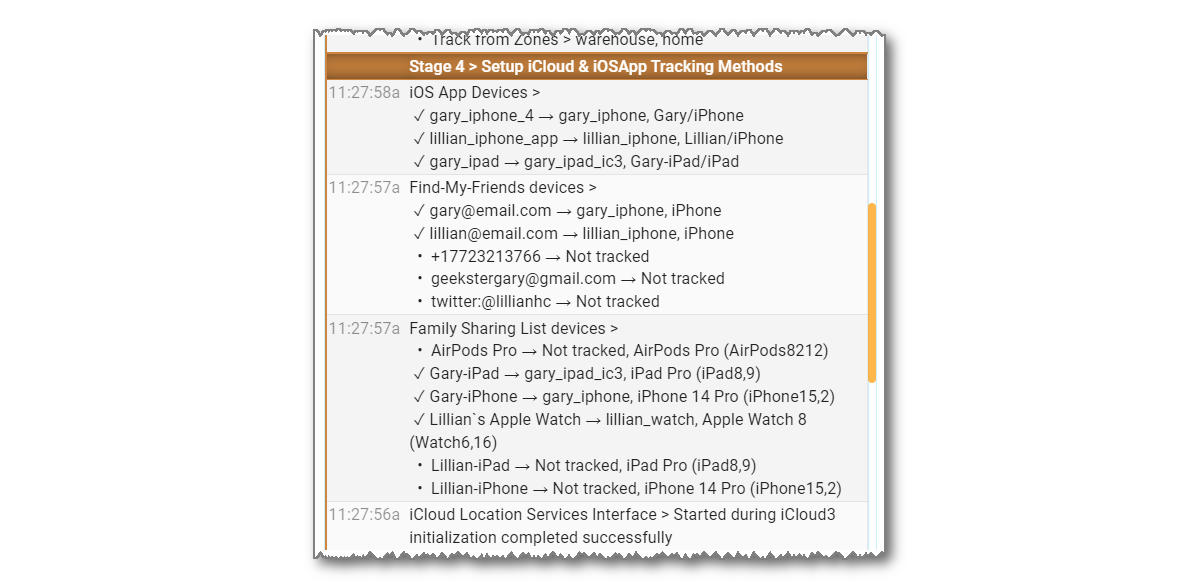 • Track from Zones > warehouse, home
Stage 4 > Setup iCloud & iOSApp Tracking Methods
11:27:58a iOS App Devices >
✓ gary_iphone_4 → gary_iphone, Gary/iPhone
✓ lillian_iphone_app → lillian_iphone, Lillian/iPhone
✓ gary_ipad → gary_ipad_ic3, Gary-iPad/iPad
11:27:57a Find-My-Friends devices >
✓ gary@email.com → gary_iphone, iPhone
✓ lillian@email.com → lillian_iphone, iPhone
• +17723213766 → Not tracked
• geekstergary@gmail.com → Not tracked
• twitter:@lillianhc → Not tracked
11:27:57a Family Sharing List devices >
• AirPods Pro → Not tracked, AirPods Pro (AirPods8212)
✓ Gary-iPad → gary_ipad_ic3, iPad Pro (iPad8,9)
✓ Gary-iPhone → gary_iphone, iPhone 14 Pro (iPhone15,2)
✓ Lillian`s Apple Watch → lillian_watch, Apple Watch 8
(Watch6,16)
• Lillian-iPad → Not tracked, iPad Pro (iPad8,9)
• Lillian-iPhone → Not tracked, iPhone 14 Pro (iPhone15,2)
11:27:56a iCloud Location Services Interface > Started during iCloud3
initialization completed successfully